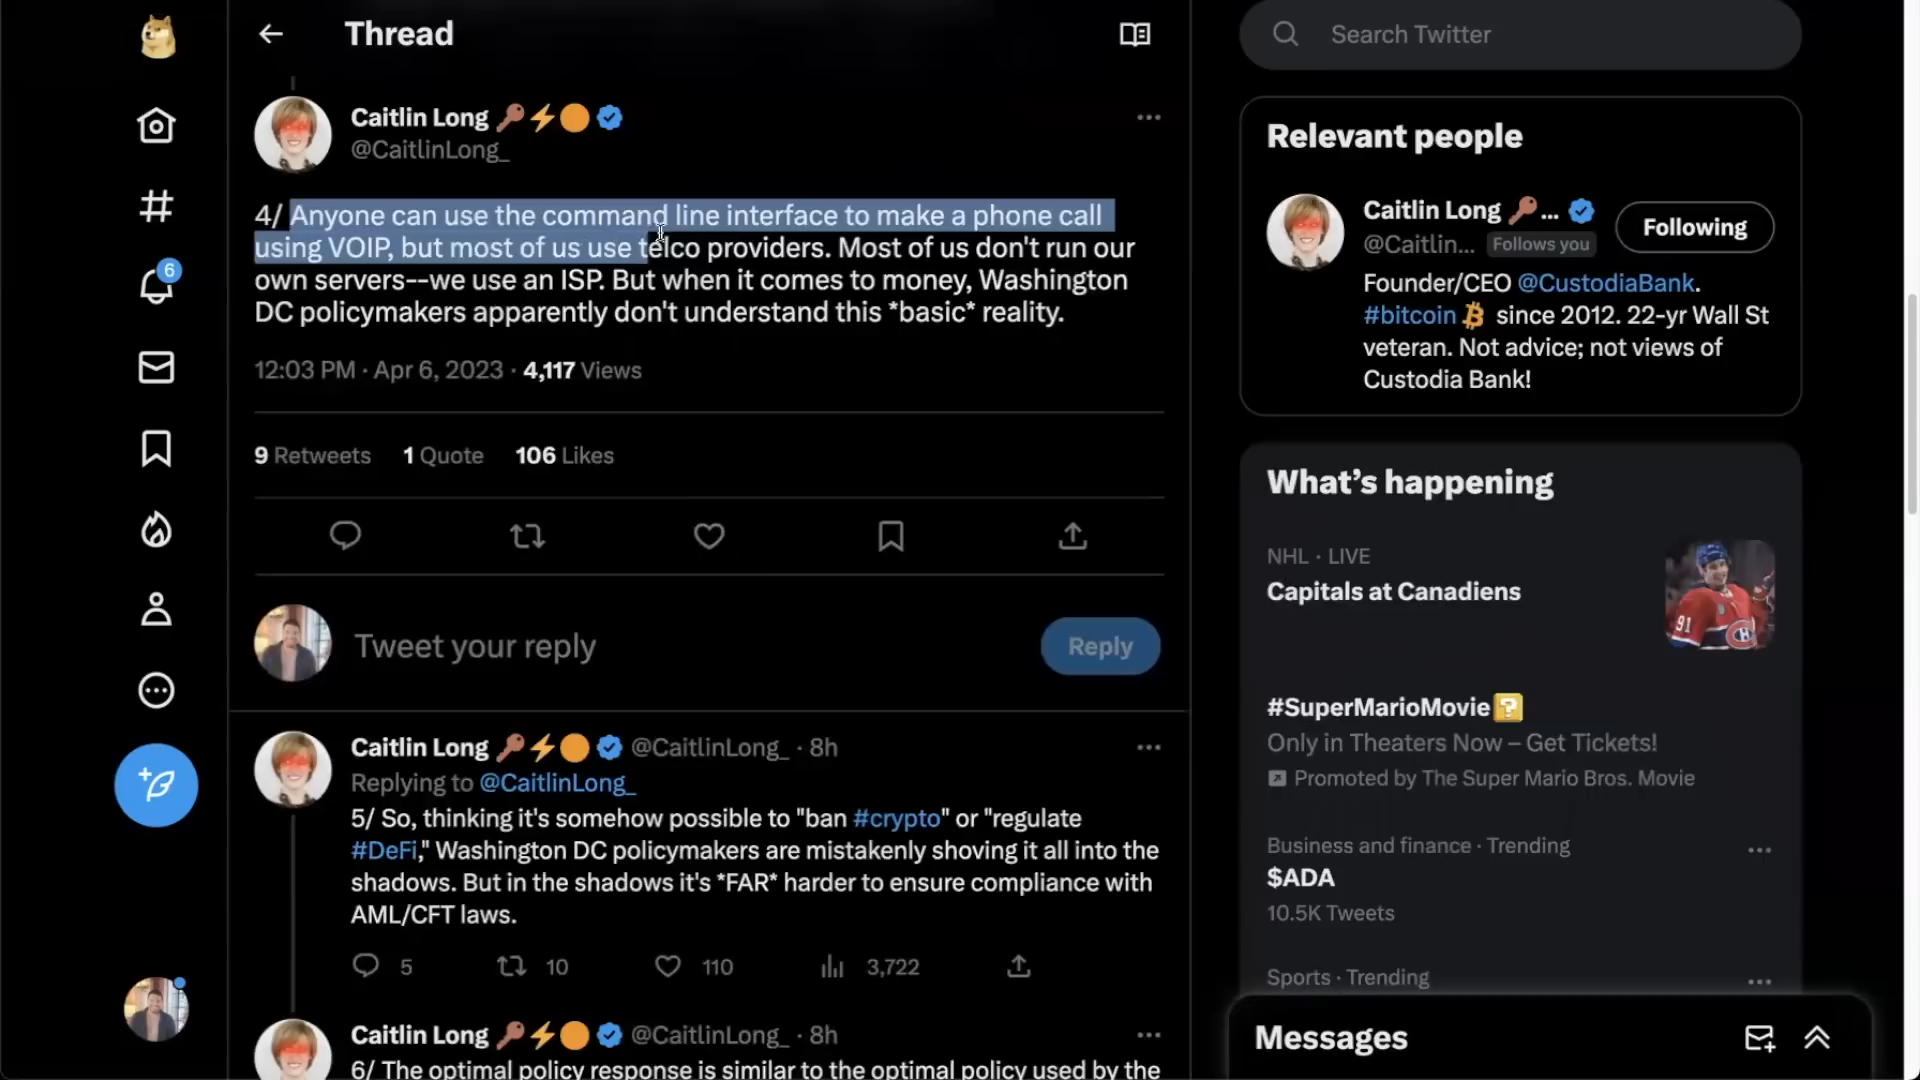 Thread
Caitlin Long
@CaitlinLong_
4/ Anyone can use the command line interface to make a phone call
using VOIP, but most of us use telco providers. Most of us don't run our
own servers--we use an ISP. But when it comes to money, Washington
DC policymakers apparently don't understand this *basic* reality.
12:03 PM · Apr 6, 2023 · 4,117 Views
9 Retweets 1 Quote 106 Likes
Tweet your reply
Reply
Caitlin Long @CaitlinLong_ · 8h
Replying to @CaitlinLong_
5/ So, thinking it's somehow possible to "ban #crypto" or "regulate
#DeFi," Washington DC policymakers are mistakenly shoving it all into the
shadows. But in the shadows it's *FAR* harder to ensure compliance with
AML/CFT laws.
5 10 110 3,722
Caitlin Long @CaitlinLong_ · 8h
6/ The optimal policy response is similar to the optimal policy used by the
6
Search Twitter
Relevant people
Caitlin Long ...
@Caitlin... Follows you
Following
Founder/CEO @CustodiaBank.
#bitcoin since 2012. 22-yr Wall St
veteran. Not advice; not views of
Custodia Bank!
What's happening
NHL · LIVE
Capitals at Canadiens
91
#SuperMarioMovie
Only in Theaters Now – Get Tickets!
Promoted by The Super Mario Bros. Movie
Business and finance · Trending
$ADA
10.5K Tweets
Sports · Trending
Messages